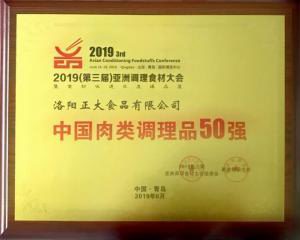 2019 3rd
Asian Conditioning Foodstuffs Conference
2019(第三届)亚洲调理食材大会
洛阳正大食品有限公司
中国肉类调理品50强
中国·青岛
2019年6月